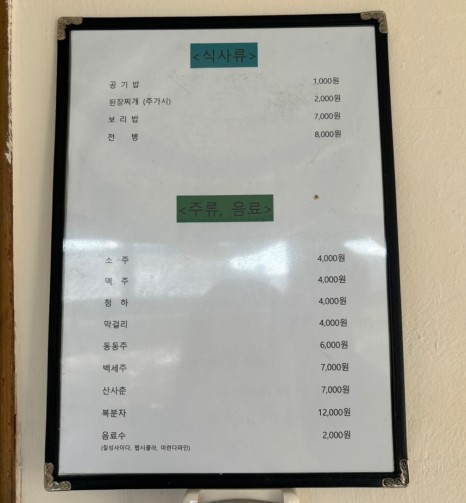 <식사류>
공 기 밥 1,000원
된장찌개 (추가시) 2,000원
보 리 밥 7,000원
전 병 8,000원
<주류, 음료>
소 주 4,000원
맥 주 4,000원
청 하 4,000원
막걸리 4,000원
동동주 6,000원
백세주 7,000원
산사춘 7,000원
복분자 12,000원
음료수 2,000원
(칠성사이다, 펩시콜라, 미란다파인)